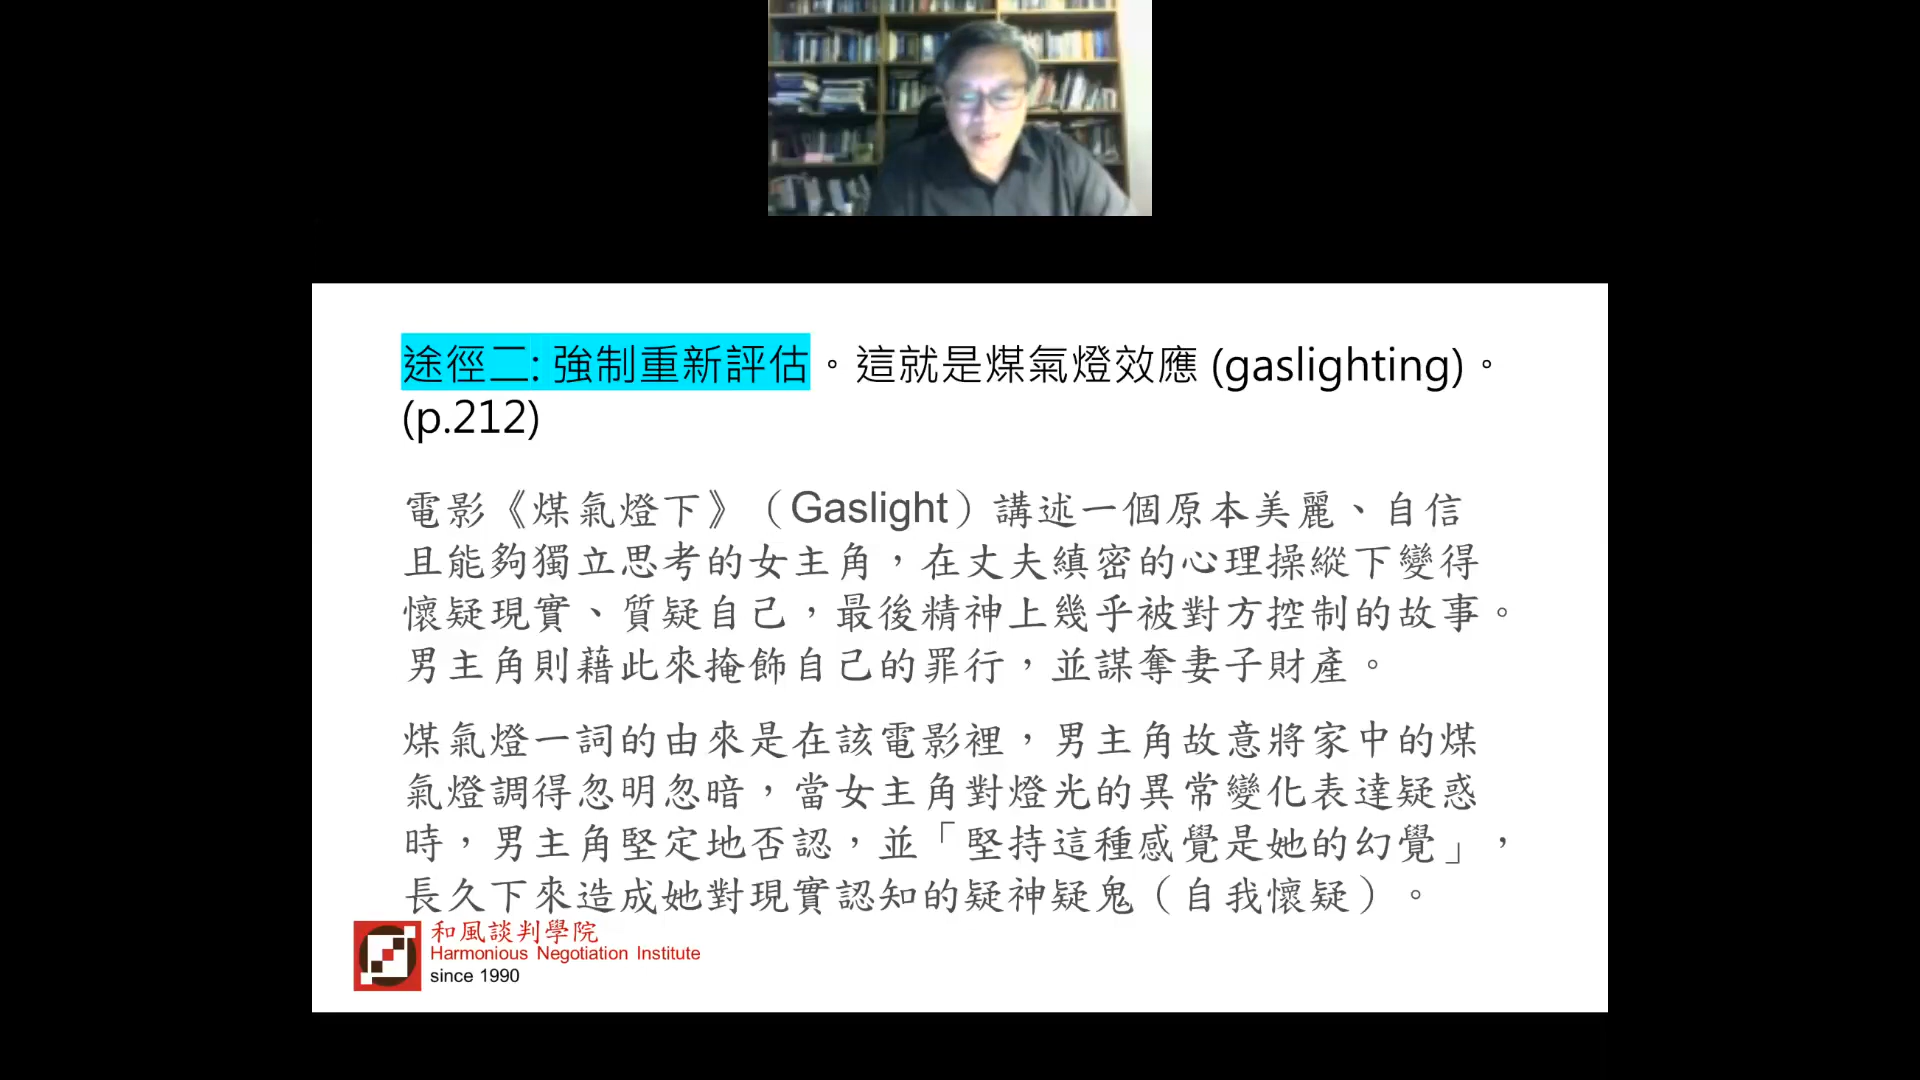 途徑二: 強制重新評估。這就是煤氣燈效應 (gaslighting)。
(p.212)
電影《煤氣燈下》（Gaslight）講述一個原本美麗、自信
且能夠獨立思考的女主角，在丈夫縝密的心理操縱下變得
懷疑現實、質疑自己，最後精神上幾乎被對方控制的故事。
男主角則藉此來掩飾自己的罪行，並謀奪妻子財產。
煤氣燈一詞的由來是在該電影裡，男主角故意將家中的煤
氣燈調得忽明忽暗，當女主角對燈光的異常變化表達疑惑
時，男主角堅定地否認，並「堅持這種感覺是她的幻覺」，
長久下來造成她對現實認知的疑神疑鬼（自我懷疑）。
和風談判學院
Harmonious Negotiation Institute
since 1990